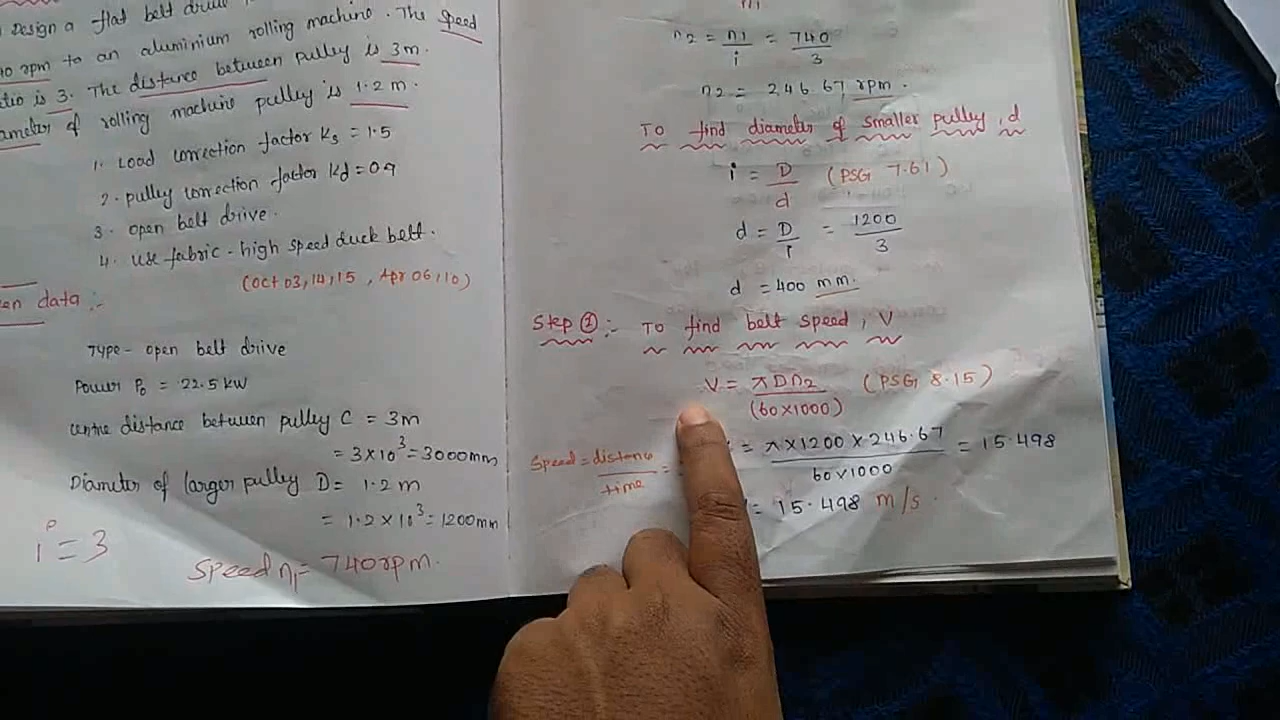 Design a flat belt drive
rpm to an aluminium rolling machine. The speed
is 3. The distance between pulley is 3m.
of rolling machine pulley is 1.2 m.
1. Load correction factor Ks = 1.5
2. pulley correction factor Kd = 0.9
3. open belt drive.
4. use fabric - high speed duck belt.
(Oct 03,14,15 , Apr 06,10)
data :-
Type - open belt drive
Power P₀ = 22.5 kW
centre distance between pulley C = 3m
= 3×10³ = 3000mm
Diameter of larger pulley D = 1.2 m
= 1.2 × 10³ = 1200mm
i = 3
Speed n₁ = 740rpm.
n₂ = n₁/i = 740/3
n₂ = 246.67 rpm.
To find diameter of smaller pulley, d
i = D/d (PSG 7.61)
d = D/i = 1200/3
d = 400 mm.
Step ①:- To find belt speed, V
V = πDn₂/(60×1000) (PSG 8.15)
= π×1200×246.67/60×1000 = 15.498
Speed = distance/time =
= 15.498 m/s.